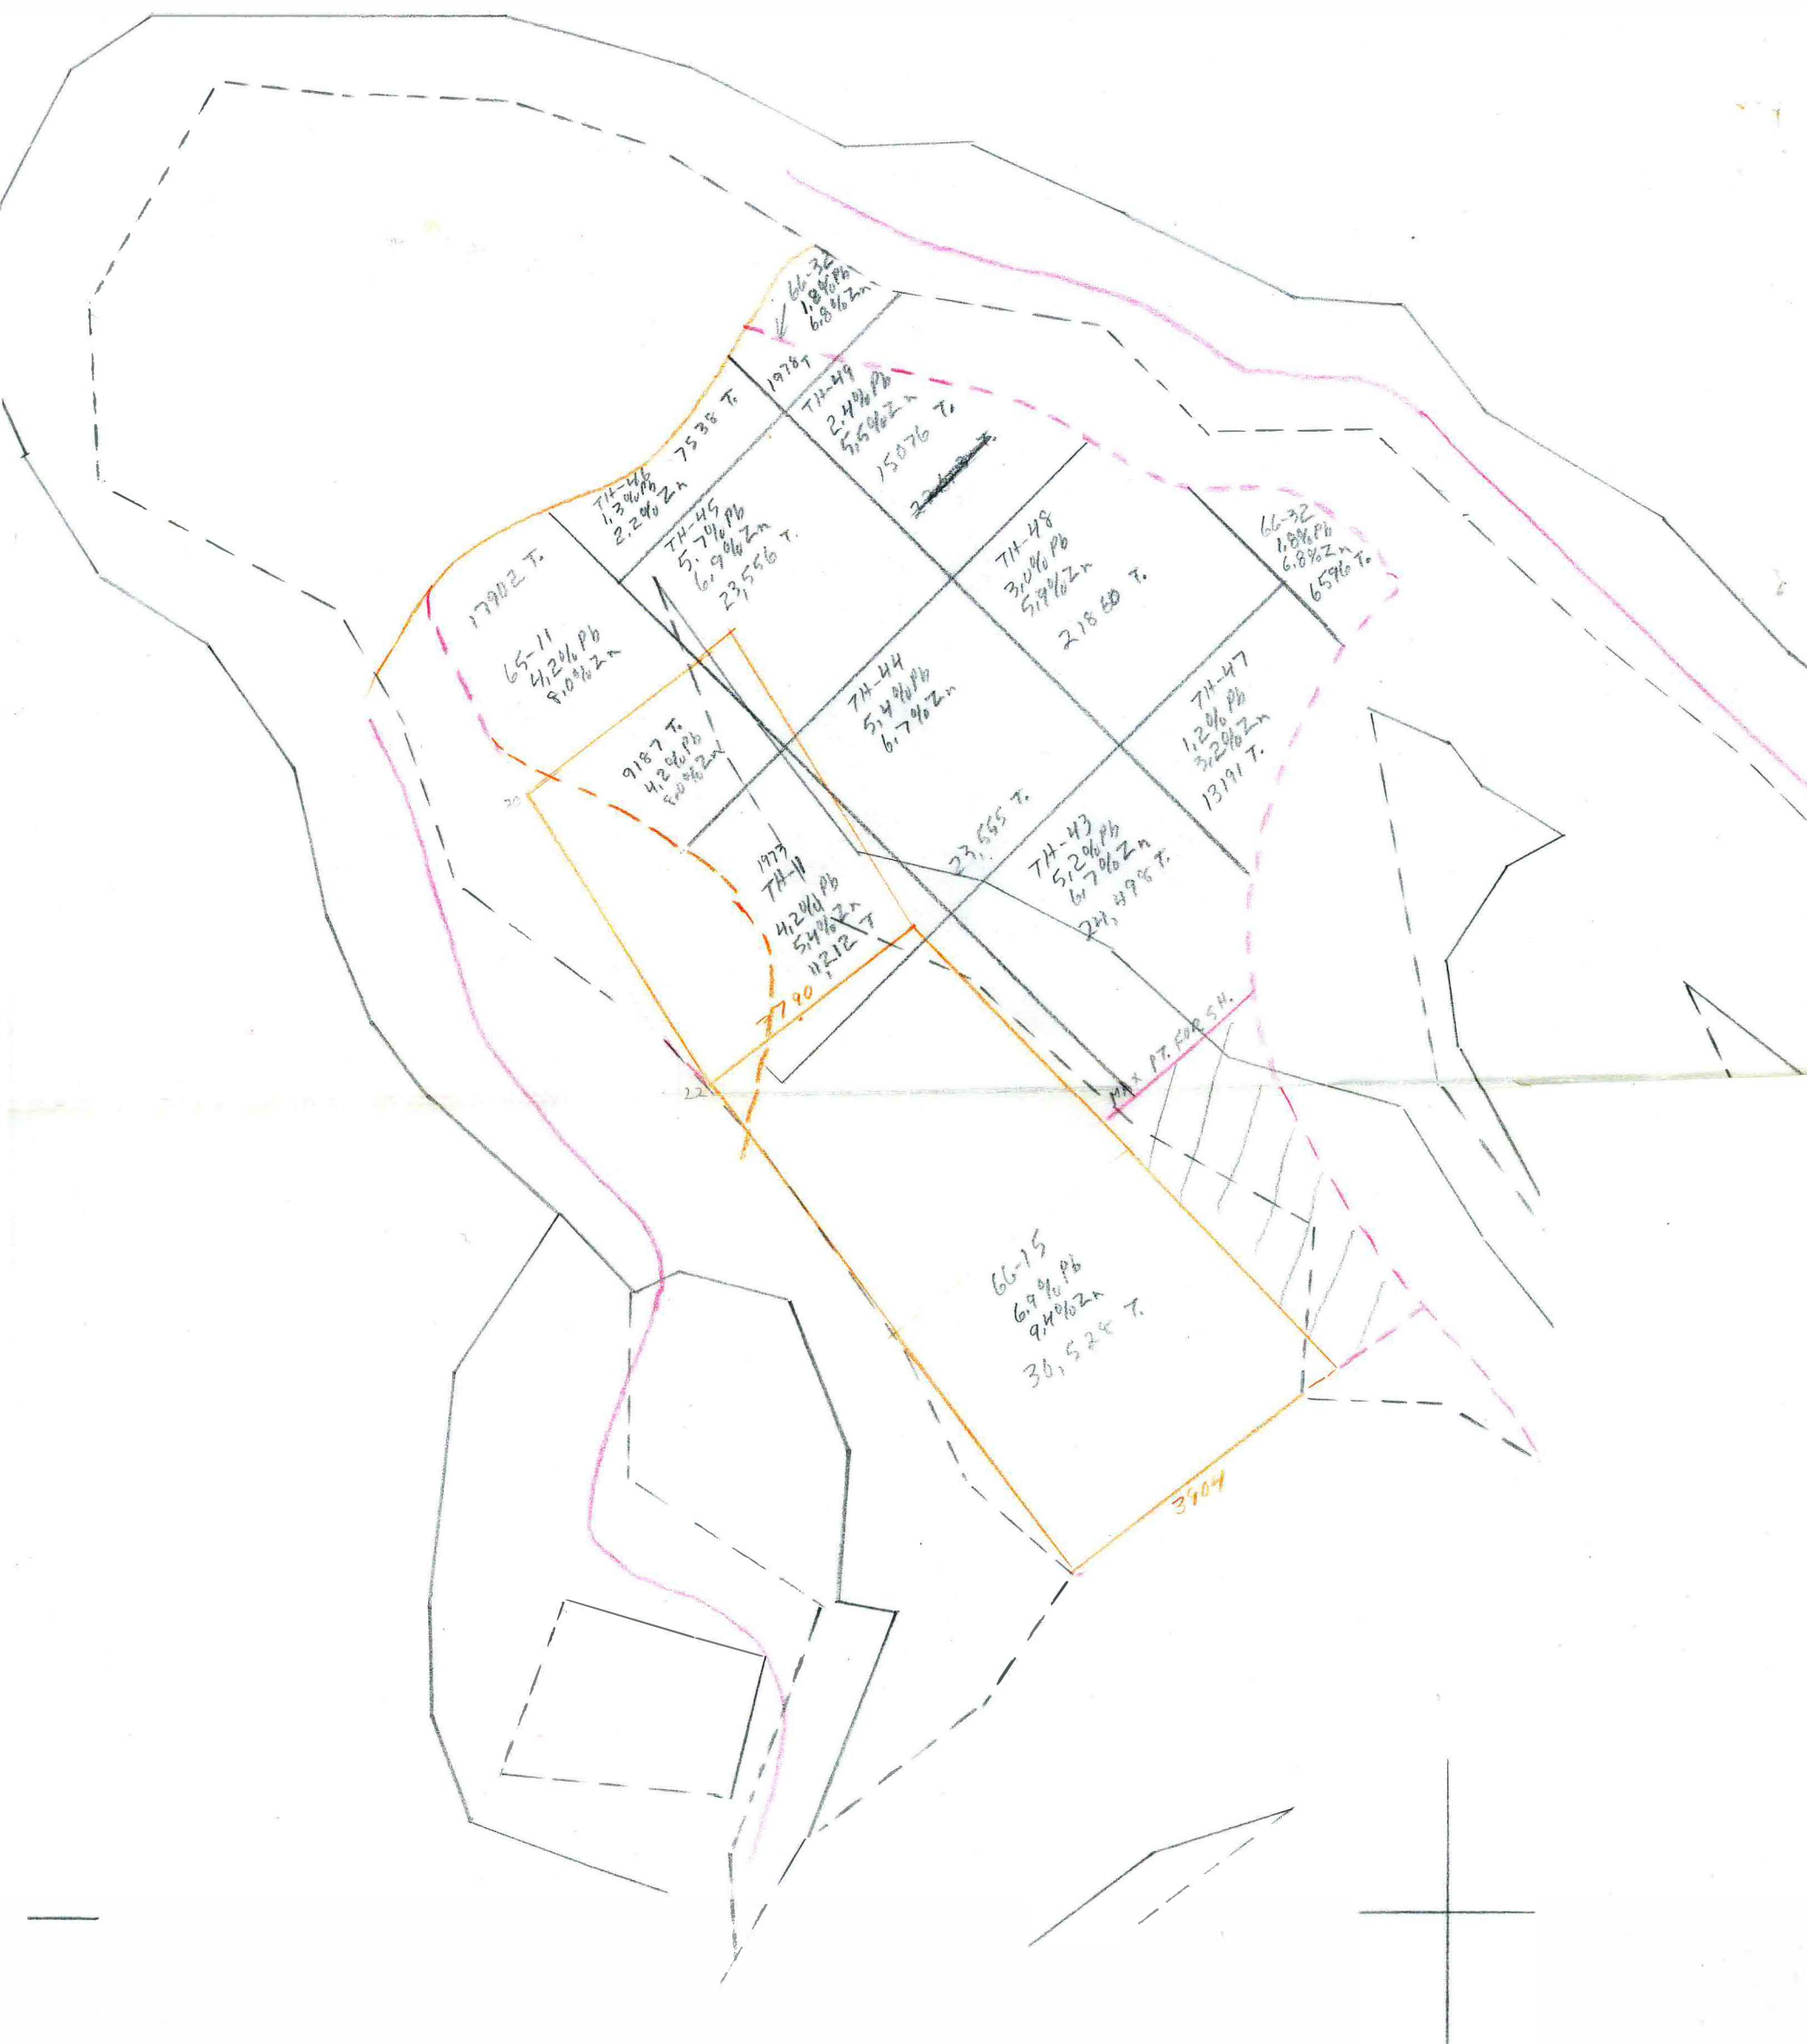 66-32
1.8% Pb
6.8% Zn
1978 T
TH-49
2.4% Pb
5.5% Zn
15076 T.
7538 T.
TH-46
1.3% Pb
2.2% Zn
TH-45
5.7% Pb
6.9% Zn
23,556 T.
17902 T.
65-11
4.2% Pb
8.0% Zn
TH-48
3.0% Pb
5.9% Zn
21880 T.
66-32
1.8% Pb
6.8% Zn
6596 T.
TH-44
5.4% Pb
6.7% Zn
23,555 T.
TH-47
1.2% Pb
3.2% Zn
13191 T.
9187 T.
4.2% Pb
8.0% Zn
20
1973
TH-11
4.2% Pb
5.4% Zn
11,212 T
TH-43
5.2% Pb
6.7% Zn
24,498 T.
3790
22
MAX PT. FOR SH.
66-15
6.9% Pb
9.4% Zn
30,528 T.
3904